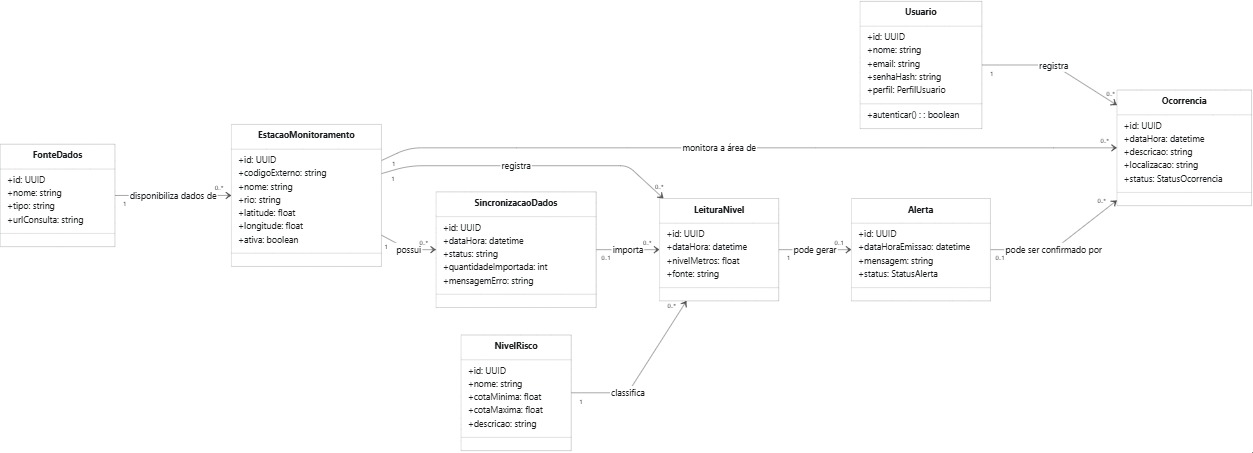 Usuario
+id: UUID
+nome: string
+email: string
+senhaHash: string
+perfil: PerfilUsuario
+autenticar() : : boolean
1
registra
0..*
Ocorrencia
+id: UUID
+dataHora: datetime
+descricao: string
+localizacao: string
+status: StatusOcorrencia
EstacaoMonitoramento
+id: UUID
+codigoExterno: string
+nome: string
+rio: string
+latitude: float
+longitude: float
+ativa: boolean
FonteDados
+id: UUID
+nome: string
+tipo: string
+urlConsulta: string
1
disponibiliza dados de
0..*
1
monitora a área de
0..*
1
registra
0..*
1
possui
0..*
SincronizacaoDados
+id: UUID
+dataHora: datetime
+status: string
+quantidadeImportada: int
+mensagemErro: string
0..1
importa
0..*
LeituraNivel
+id: UUID
+dataHora: datetime
+nivelMetros: float
+fonte: string
1
pode gerar
0..1
Alerta
+id: UUID
+dataHoraEmissao: datetime
+mensagem: string
+status: StatusAlerta
0..1
pode ser confirmado por
0..*
NivelRisco
+id: UUID
+nome: string
+cotaMinima: float
+cotaMaxima: float
+descricao: string
1
classifica
0..*